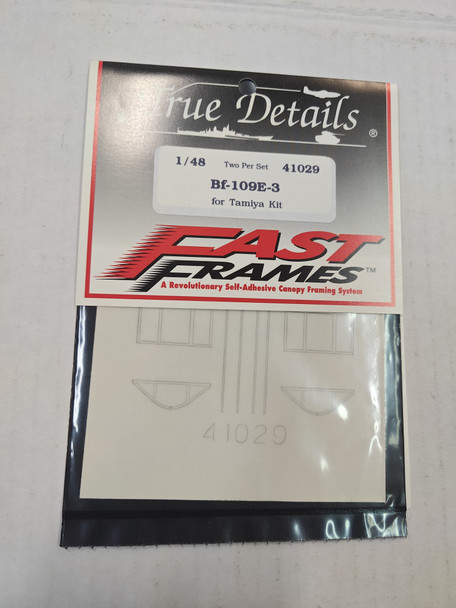 True Details
®
1/48 Two Per Set 41029
Bf-109E-3
for Tamiya Kit
FAST
FRAMES™
A Revolutionary Self-Adhesive Canopy Framing System
41029